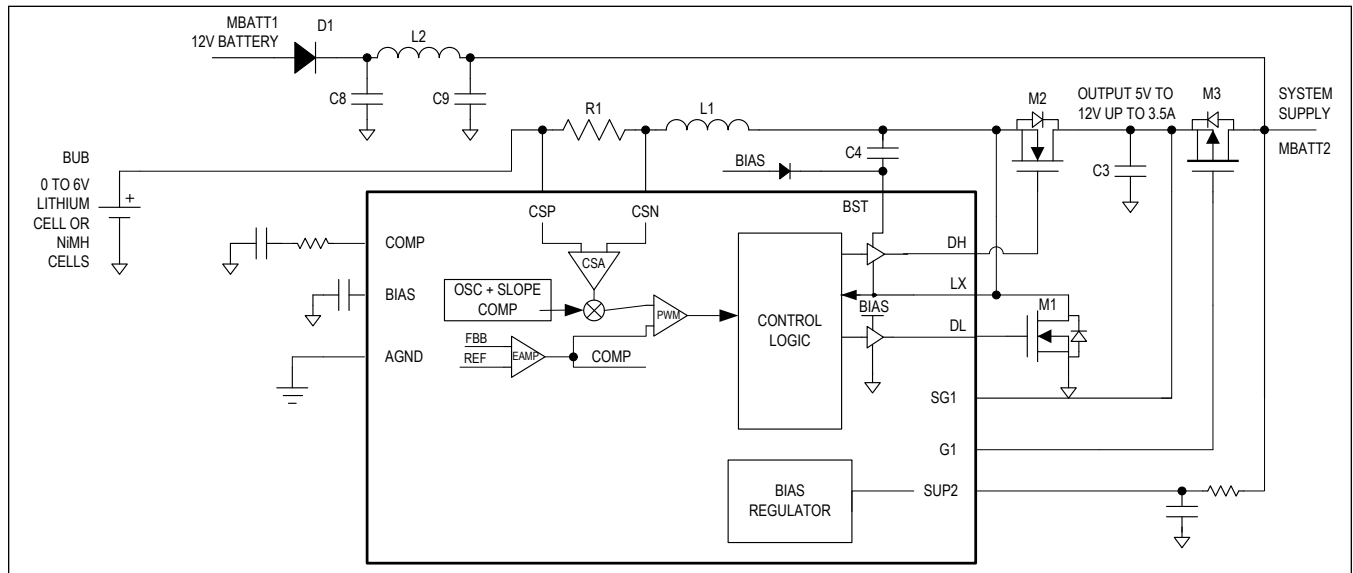 MBATT1
12V BATTERY
D1
L2
C8
C9
R1
L1
M2
OUTPUT 5V TO
12V UP TO 3.5A
M3
SYSTEM
SUPPLY
MBATT2
BUB
0 TO 6V
LITHIUM
CELL OR
NiMH
CELLS
+
BIAS
C4
C3
BST
CSP
CSN
COMP
CSA
DH
OSC + SLOPE
COMP
LX
BIAS
PWM
CONTROL
LOGIC
BIAS
DL
M1
FBB
REF
EAMP
COMP
AGND
SG1
G1
BIAS
REGULATOR
SUP2